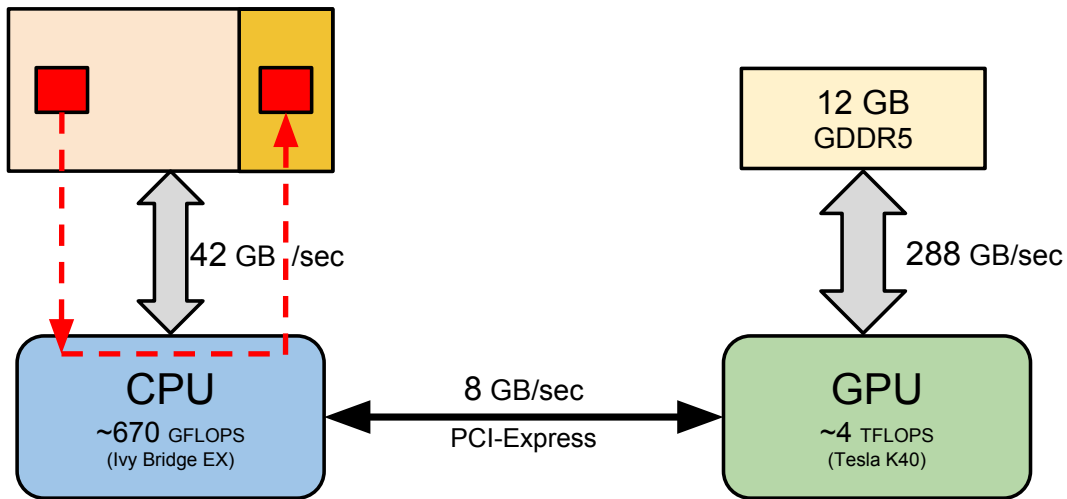 12 GB
GDDR5
42 GB /sec
288 GB/sec
CPU
~670 GFLOPS
(Ivy Bridge EX)
8 GB/sec
PCI-Express
GPU
~4 TFLOPS
(Tesla K40)